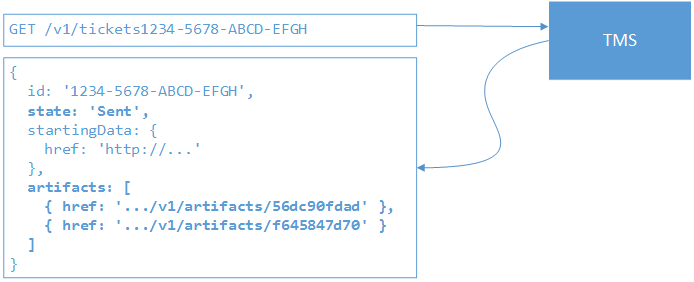 GET /v1/tickets1234-5678-ABCD-EFGH
TMS
{
id: '1234-5678-ABCD-EFGH',
state: 'Sent',
startingData: {
href: 'http://...'
},
artifacts: [
{ href: '.../v1/artifacts/56dc90fdad' },
{ href: '.../v1/artifacts/f645847d70' }
]
}